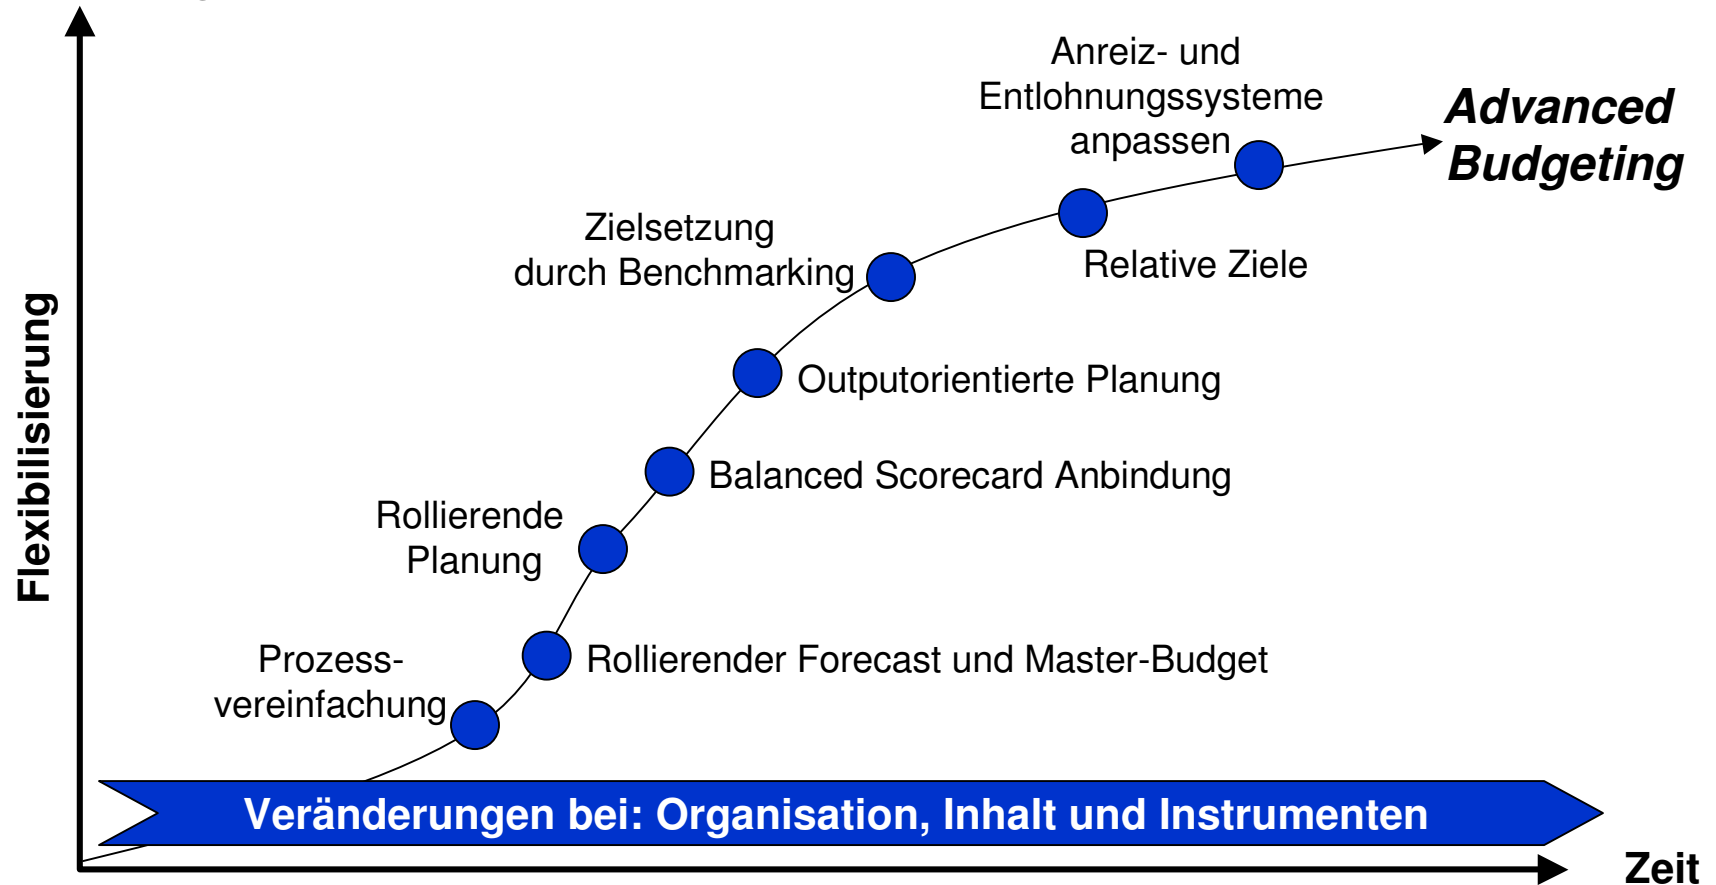 Anreiz- und
Entlohnungssysteme
anpassen
Advanced
Budgeting
Zielsetzung
durch Benchmarking
Relative Ziele
Outputorientierte Planung
Balanced Scorecard Anbindung
Rollierende
Planung
Prozess-
vereinfachung
Rollierender Forecast und Master-Budget
Flexibilisierung
Veränderungen bei: Organisation, Inhalt und Instrumenten
Zeit